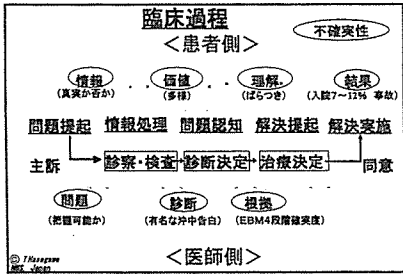 臨床過程
不確実性
＜患者側＞
情報 価値 理解 結果
(真実か否か) (多様) (ばらつき) (入院7〜12% 事故)
問題提起 情報処理 問題認知 解決提起 解決実施
主訴 診察・検査 診断決定 治療決定 同意
問題 診断 根拠
(把握可能か) (有名な沖中告白) (EBM4段階確実度)
＜医師側＞
© T Hasegawa
Japan